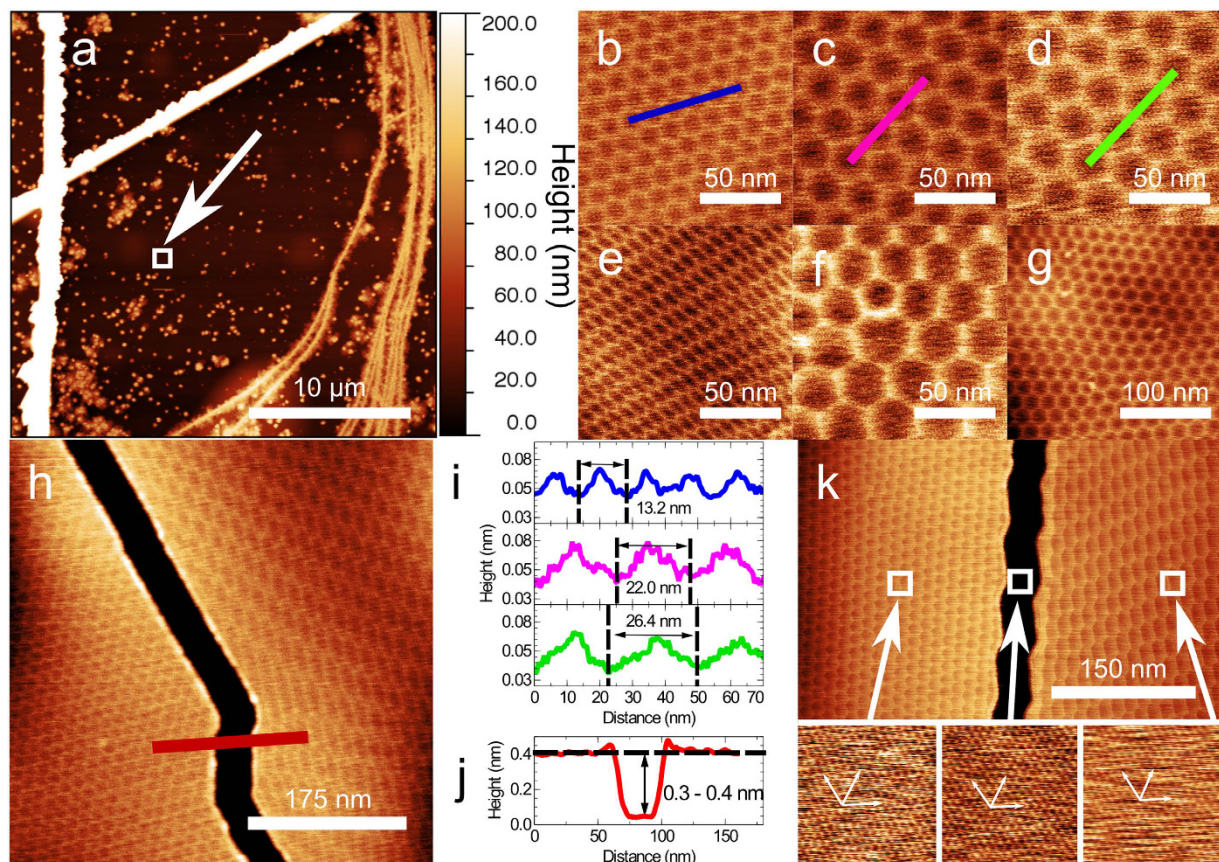 a
10 µm
200.0
180.0
160.0
140.0
120.0
100.0
80.0
60.0
40.0
20.0
0.0
Height (nm)
b
50 nm
c
50 nm
d
50 nm
e
50 nm
f
50 nm
g
100 nm
h
175 nm
i
0.08
0.05
0.03
13.2 nm
0.08
0.05
0.03
22.0 nm
0.08
0.05
0.03
26.4 nm
Height (nm)
0 10 20 30 40 50 60 70
Distance (nm)
j
0.4
0.2
0.0
Height (nm)
0.3 - 0.4 nm
0 50 100 150
Distance (nm)
k
150 nm